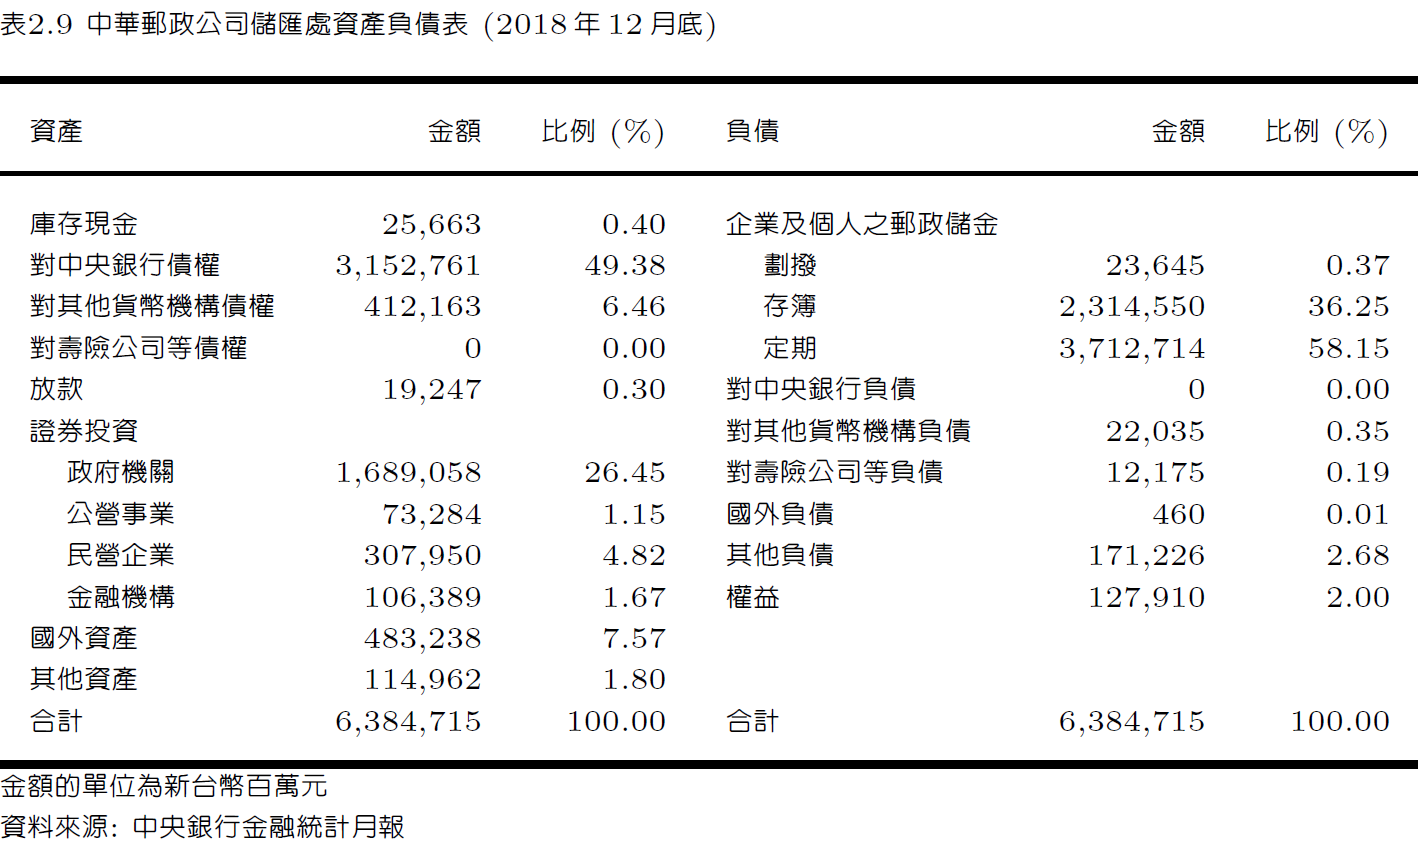 表2.9 中華郵政公司儲匯處資產負債表 (2018 年 12 月底)
資產 金額 比例 (%) 負債 金額 比例 (%)
庫存現金 25,663 0.40 企業及個人之郵政儲金
對中央銀行債權 3,152,761 49.38 劃撥 23,645 0.37
對其他貨幣機構債權 412,163 6.46 存簿 2,314,550 36.25
對壽險公司等債權 0 0.00 定期 3,712,714 58.15
放款 19,247 0.30 對中央銀行負債 0 0.00
證券投資 對其他貨幣機構負債 22,035 0.35
政府機關 1,689,058 26.45 對壽險公司等負債 12,175 0.19
公營事業 73,284 1.15 國外負債 460 0.01
民營企業 307,950 4.82 其他負債 171,226 2.68
金融機構 106,389 1.67 權益 127,910 2.00
國外資產 483,238 7.57
其他資產 114,962 1.80
合計 6,384,715 100.00 合計 6,384,715 100.00
金額的單位為新台幣百萬元
資料來源: 中央銀行金融統計月報